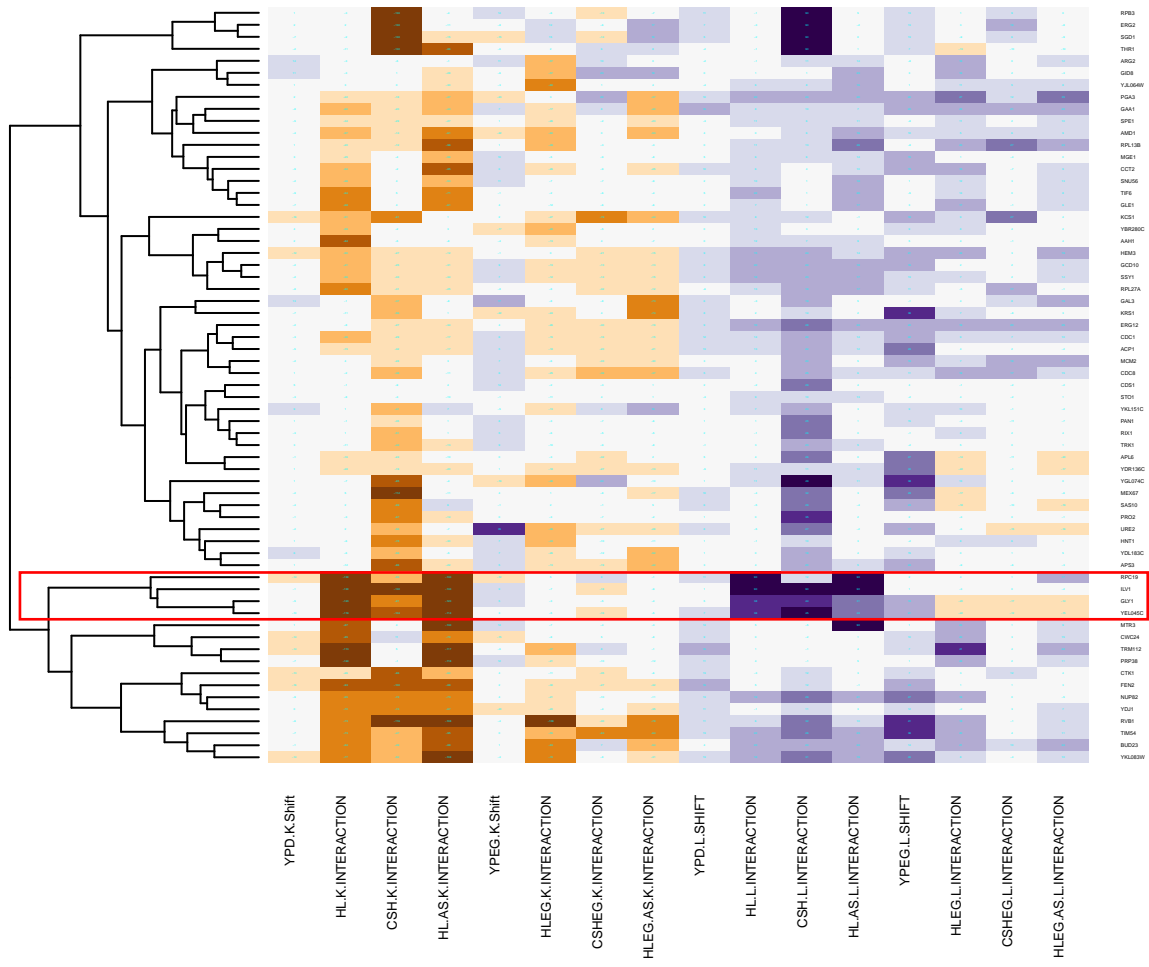 RPB3
ERG2
SGD1
THR1
ARG2
GID8
YJL064W
PGA3
GAA1
SPE1
AMD1
RPL13B
MGE1
CCT2
SNU56
TIF6
GLE1
KCS1
YBR280C
AAH1
HEM3
GCD10
SSY1
RPL27A
GAL3
KRS1
ERG12
CDC1
ACP1
MCM2
CDC8
CDS1
STO1
YKL151C
PAN1
RIX1
TRK1
APL6
YDR136C
YGL074C
MEX67
SAS10
PRO2
URE2
HNT1
YDL183C
APS3
RPC19
ILV1
GLY1
YEL045C
MTR3
CWC24
TRM112
PRP38
CTK1
FEN2
NUP82
YDJ1
RVB1
TIM54
BUD23
YKL083W
YPD.K.Shift
HL.K.INTERACTION
CSH.K.INTERACTION
HL.AS.K.INTERACTION
YPEG.K.Shift
HLEG.K.INTERACTION
CSHEG.K.INTERACTION
HLEG.AS.K.INTERACTION
YPD.L.SHIFT
HL.L.INTERACTION
CSH.L.INTERACTION
HL.AS.L.INTERACTION
YPEG.L.SHIFT
HLEG.L.INTERACTION
CSHEG.L.INTERACTION
HLEG.AS.L.INTERACTION